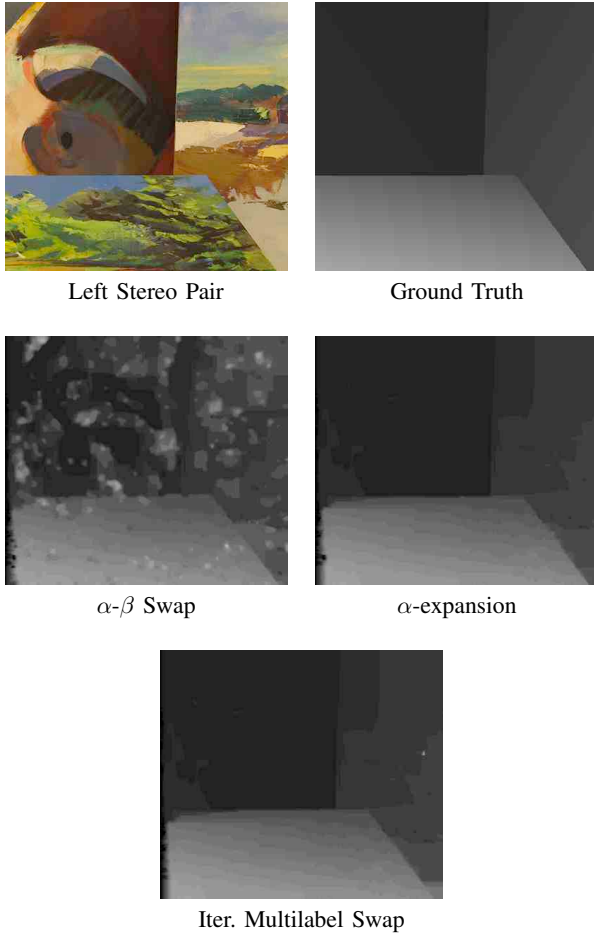 Left Stereo Pair
Ground Truth
α-β Swap
α-expansion
Iter. Multilabel Swap